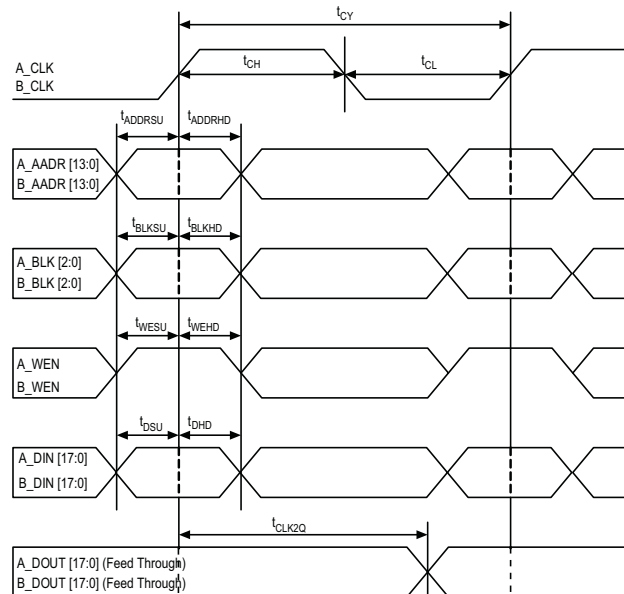 tCY
A_CLK
B_CLK
tCH
tCL
tADDRSU
tADDRHD
A_AADR [13:0]
B_AADR [13:0]
tBLKSU
tBLKHD
A_BLK [2:0]
B_BLK [2:0]
tWESU
tWEHD
A_WEN
B_WEN
tDSU
tDHD
A_DIN [17:0]
B_DIN [17:0]
tCLK2Q
A_DOUT [17:0] (Feed Through)
B_DOUT [17:0] (Feed Through)